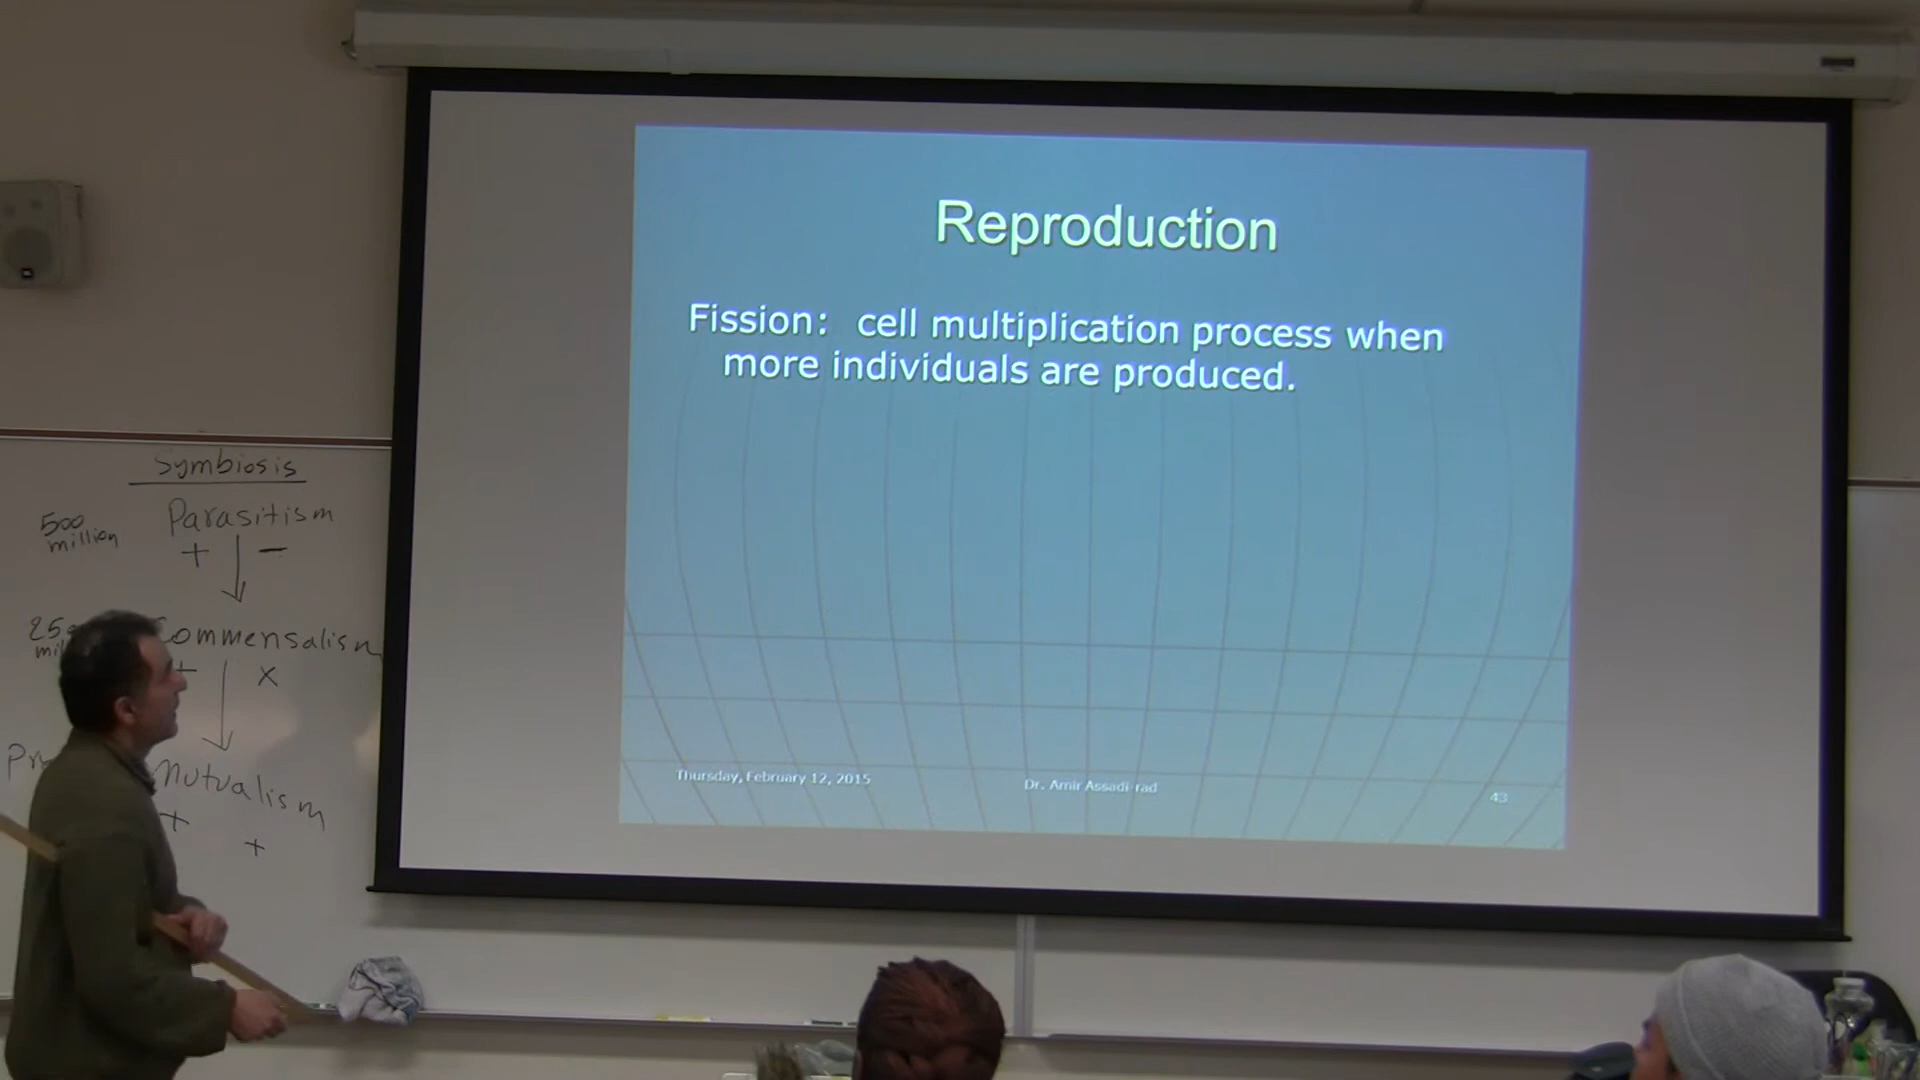 Reproduction
Fission: cell multiplication process when
more individuals are produced.
Thursday, February 12, 2015
Dr. Amir Assadi-rad
43
Symbiosis
500
million
Parasitism
+ −
Commensalism
+ X
Mutualism
+
+